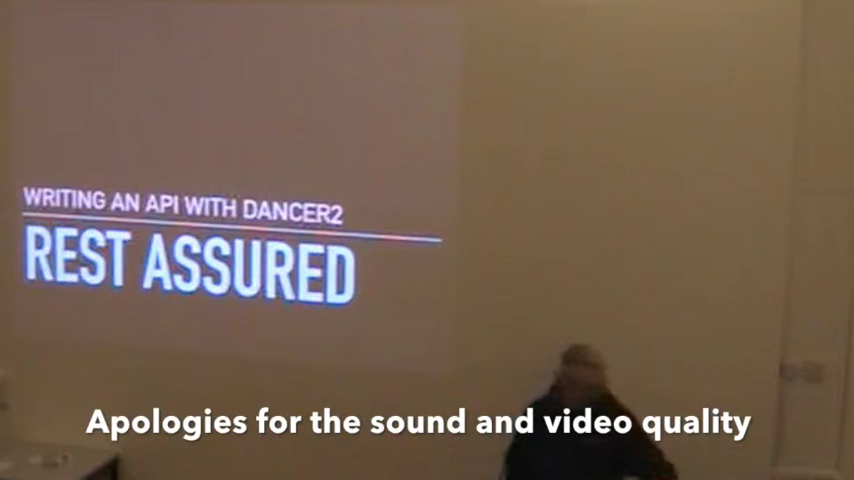 WRITING AN API WITH DANCER2
REST ASSURED
Apologies for the sound and video quality